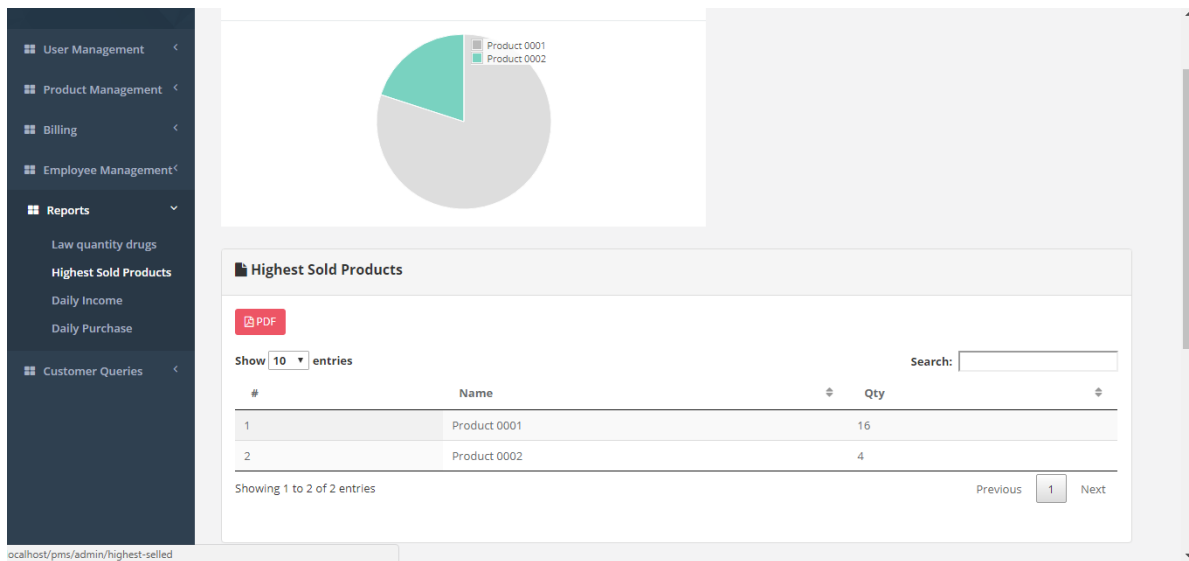 User Management
Product Management
Billing
Employee Management
Reports
Law quantity drugs
Highest Sold Products
Daily Income
Daily Purchase
Customer Queries
Product 0001
Product 0002
Highest Sold Products
PDF
Show 10 entries
Search:
# Name Qty
1 Product 0001 16
2 Product 0002 4
Showing 1 to 2 of 2 entries
Previous 1 Next
ocalhost/pms/admin/highest-selled